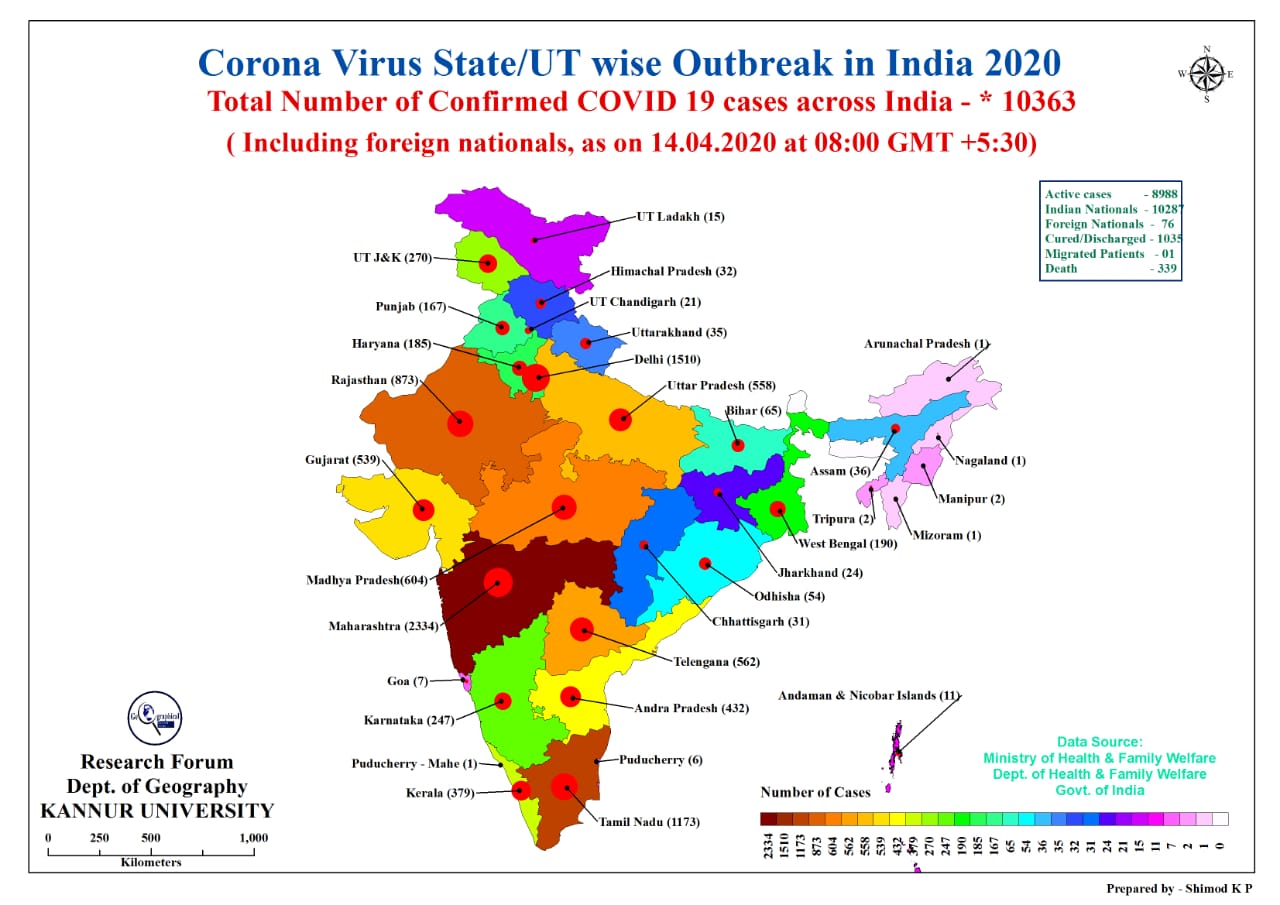 Corona Virus State/UT wise Outbreak in India 2020
Total Number of Confirmed COVID 19 cases across India - * 10363
( Including foreign nationals, as on 14.04.2020 at 08:00 GMT +5:30)
N
W E
S
Active cases - 8988
Indian Nationals - 10287
Foreign Nationals - 76
Cured/Discharged - 1035
Migrated Patients - 01
Death - 339
UT Ladakh (15)
UT J&K (270)
Himachal Pradesh (32)
UT Chandigarh (21)
Punjab (167)
Uttarakhand (35)
Haryana (185)
Delhi (1510)
Arunachal Pradesh (1)
Rajasthan (873)
Uttar Pradesh (558)
Bihar (65)
Gujarat (539)
Nagaland (1)
Assam (36)
Manipur (2)
Tripura (2)
Mizoram (1)
West Bengal (190)
Jharkhand (24)
Madhya Pradesh(604)
Odhisha (54)
Chhattisgarh (31)
Maharashtra (2334)
Telengana (562)
Goa (7)
Andaman & Nicobar Islands (11)
Andra Pradesh (432)
Karnataka (247)
Puducherry (6)
Puducherry - Mahe (1)
Kerala (379)
Tamil Nadu (1173)
Geographical
Research Forum
Dept. of Geography
KANNUR UNIVERSITY
0 250 500 1,000
Kilometers
Data Source:
Ministry of Health & Family Welfare
Dept. of Health & Family Welfare
Govt. of India
Number of Cases
2334 1510 1173 873 604 562 558 539 432 379 270 247 190 185 167 65 54 36 35 32 31 24 21 15 11 7 2 1 0
Prepared by - Shimod K P